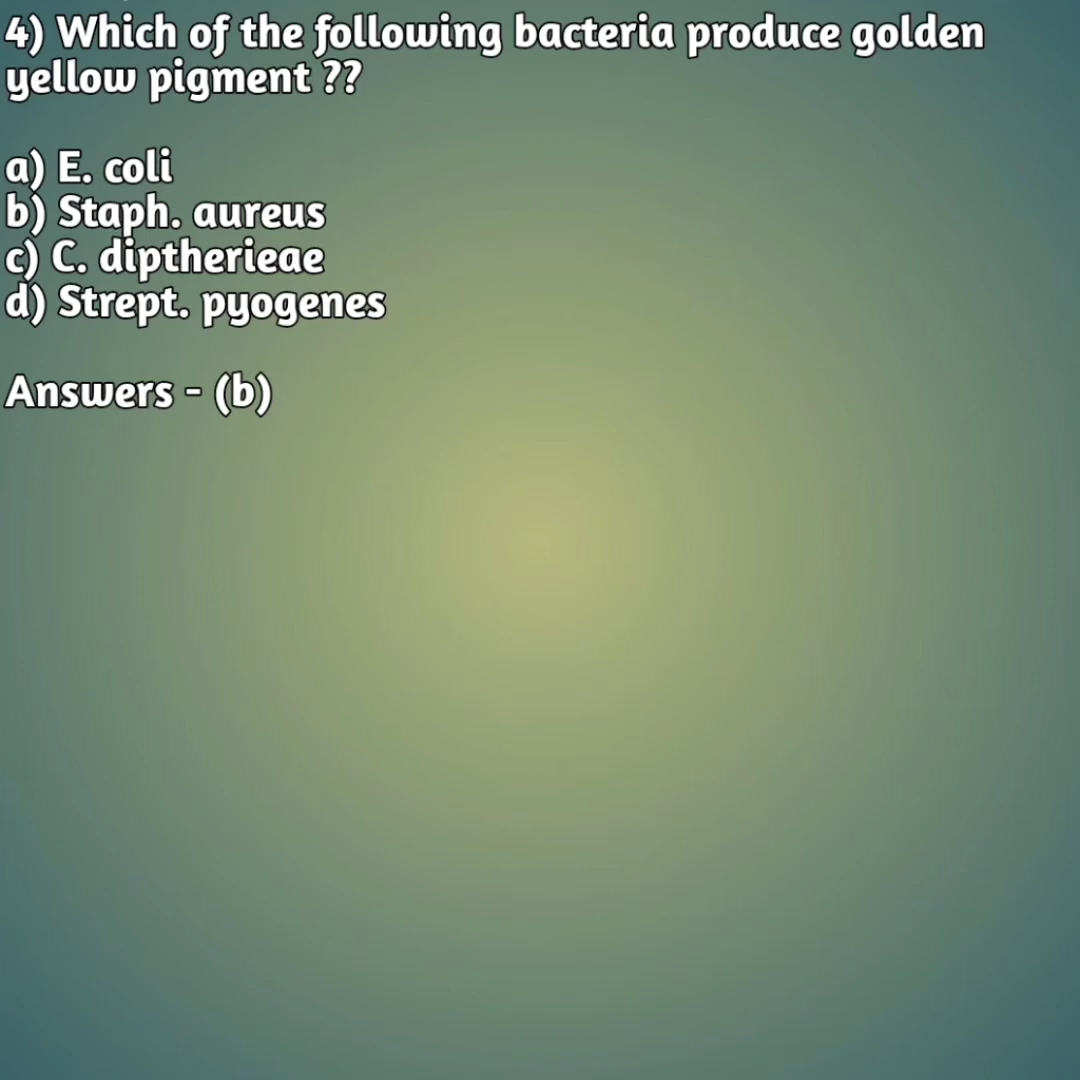 4) Which of the following bacteria produce golden
yellow pigment ??
a) E. coli
b) Staph. aureus
c) C. diptherieae
d) Strept. pyogenes
Answers - (b)